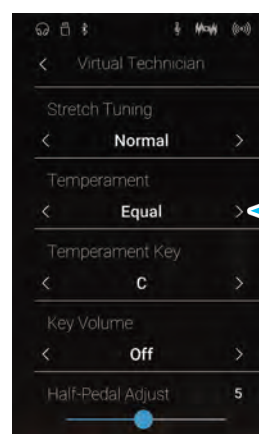 Virtual Technician
Stretch Tuning
Normal
Temperament
Equal
Temperament Key
C
Key Volume
Off
Half-Pedal Adjust 5